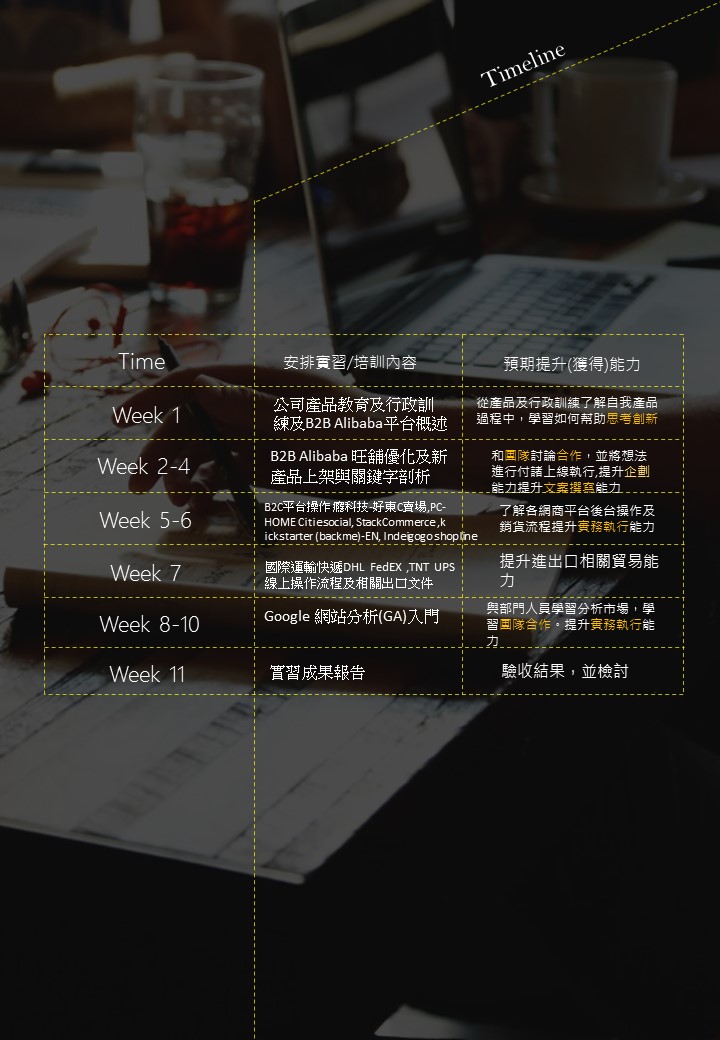 Timeline
Time
安排實習/培訓內容
預期提升(獲得)能力
Week 1
公司產品教育及行政訓
練及B2B Alibaba平台概述
從產品及行政訓練了解自我產品
過程中，學習如何幫助思考創新
Week 2-4
B2B Alibaba 旺舖優化及新
產品上架與關鍵字剖析
和團隊討論合作，並將想法
進行付諸上線執行,提升企劃
能力提升文案撰寫能力
Week 5-6
B2C平台操作 癮科技-好東C賣場,PC-
HOME Citiesocial, StackCommerce ,k
ickstarter (backme)-EN, Indeigogo shopline
了解各網商平台後台操作及
銷貨流程提升實務執行能力
Week 7
國際運輸快遞DHL FedEX ,TNT UPS
線上操作流程及相關出口文件
提升進出口相關貿易能
力
Week 8-10
Google 網站分析(GA)入門
與部門人員學習分析市場，學
習團隊合作。提升實務執行能
力
Week 11
實習成果報告
驗收結果，並檢討